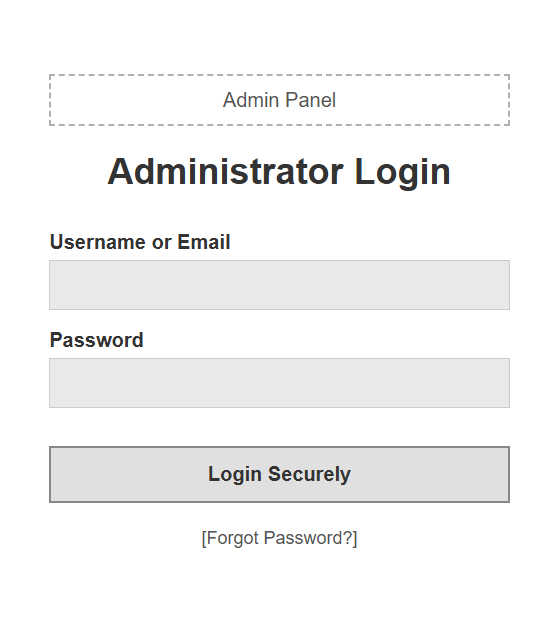 Admin Panel
Administrator Login
Username or Email
Password
Login Securely
[Forgot Password?]